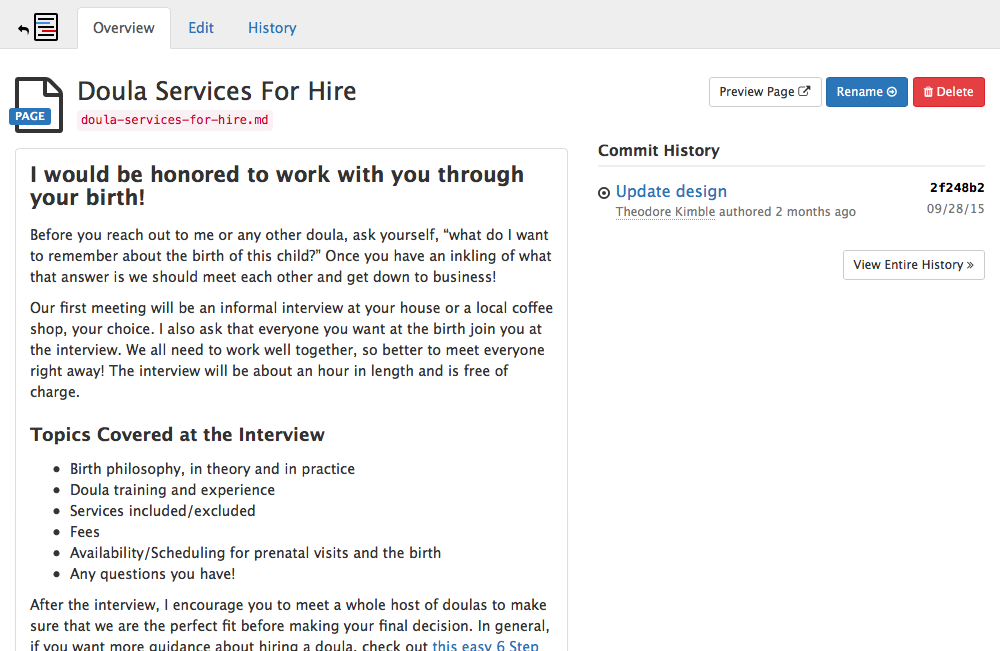 Overview Edit History
PAGE
Doula Services For Hire
doula-services-for-hire.md
Preview Page Rename Delete
I would be honored to work with you through
your birth!
Before you reach out to me or any other doula, ask yourself, “what do I want
to remember about the birth of this child?” Once you have an inkling of what
that answer is we should meet each other and get down to business!
Our first meeting will be an informal interview at your house or a local coffee
shop, your choice. I also ask that everyone you want at the birth join you at
the interview. We all need to work well together, so better to meet everyone
right away! The interview will be about an hour in length and is free of
charge.
Topics Covered at the Interview
• Birth philosophy, in theory and in practice
• Doula training and experience
• Services included/excluded
• Fees
• Availability/Scheduling for prenatal visits and the birth
• Any questions you have!
After the interview, I encourage you to meet a whole host of doulas to make
sure that we are the perfect fit before making your final decision. In general,
if you want more guidance about hiring a doula, check out this easy 6 Step
Commit History
Update design 2f248b2
Theodore Kimble authored 2 months ago 09/28/15
View Entire History »